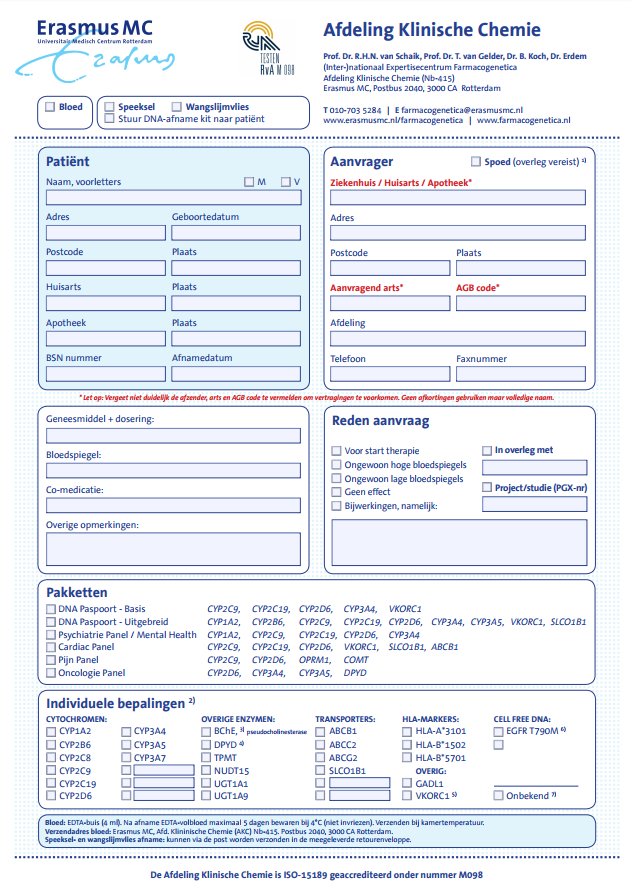 Erasmus MC
Universitair Medisch Centrum Rotterdam
Erasmus
RvA
TESTEN
RvA M 098
Afdeling Klinische Chemie
Prof. Dr. R.H.N. van Schaik, Prof. Dr. T. van Gelder, Dr. B. Koch, Dr. Erdem
(Inter-)nationaal Expertisecentrum Farmacogenetica
Afdeling Klinische Chemie (Nb-415)
Erasmus MC, Postbus 2040, 3000 CA Rotterdam
T 010-703 5284 | E farmacogenetica@erasmusmc.nl
www.erasmusmc.nl/farmacogenetica | www.farmacogenetica.nl
Bloed
Speeksel Wangslijmvlies
Stuur DNA-afname kit naar patiënt
Patiënt
Naam, voorletters M V
Adres Geboortedatum
Postcode Plaats
Huisarts Plaats
Apotheek Plaats
BSN nummer Afnamedatum
Aanvrager Spoed (overleg vereist) 1)
Ziekenhuis / Huisarts / Apotheek*
Adres
Postcode Plaats
Aanvragend arts* AGB code*
Afdeling
Telefoon Faxnummer
* Let op: Vergeet niet duidelijk de afzender, arts en AGB code te vermelden om vertragingen te voorkomen. Geen afkortingen gebruiken maar volledige naam.
Geneesmiddel + dosering:
Bloedspiegel:
Co-medicatie:
Overige opmerkingen:
Reden aanvraag
Voor start therapie
Ongewoon hoge bloedspiegels
Ongewoon lage bloedspiegels
Geen effect
Bijwerkingen, namelijk:
In overleg met
Project/studie (PGX-nr)
Pakketten
DNA Paspoort - Basis CYP2C9, CYP2C19, CYP2D6, CYP3A4, VKORC1
DNA Paspoort - Uitgebreid CYP1A2, CYP2B6, CYP2C9, CYP2C19, CYP2D6, CYP3A4, CYP3A5, VKORC1, SLCO1B1
Psychiatrie Panel / Mental Health CYP1A2, CYP2C9, CYP2C19, CYP2D6, CYP3A4
Cardiac Panel CYP2C9, CYP2C19, CYP2D6, VKORC1, SLCO1B1, ABCB1
Pijn Panel CYP2C9, CYP2D6, OPRM1, COMT
Oncologie Panel CYP2D6, CYP3A4, CYP3A5, DPYD
Individuele bepalingen 2)
CYTOCHROMEN:
CYP1A2 CYP3A4
CYP2B6 CYP3A5
CYP2C8 CYP3A7
CYP2C9
CYP2C19
CYP2D6
OVERIGE ENZYMEN:
BChE, 3) pseudocholinesterase
DPYD 4)
TPMT
NUDT15
UGT1A1
UGT1A9
TRANSPORTERS:
ABCB1
ABCC2
ABCG2
SLCO1B1
HLA-MARKERS:
HLA-A*3101
HLA-B*1502
HLA-B*5701
OVERIG:
GADL1
VKORC1 5)
CELL FREE DNA:
EGFR T790M 6)
Onbekend 7)
Bloed: EDTA-buis (4 ml). Na afname EDTA-volbloed maximaal 5 dagen bewaren bij 4°C (niet invriezen). Verzenden bij kamertemperatuur.
Verzendadres bloed: Erasmus MC, Afd. Klininische Chemie (AKC) Nb-415. Postbus 2040, 3000 CA Rotterdam.
Speeksel- en wangslijmvlies afname: kunnen via de post worden verzonden in de meegeleverde retourenveloppe.
De Afdeling Klinische Chemie is ISO-15189 geaccrediteerd onder nummer M098